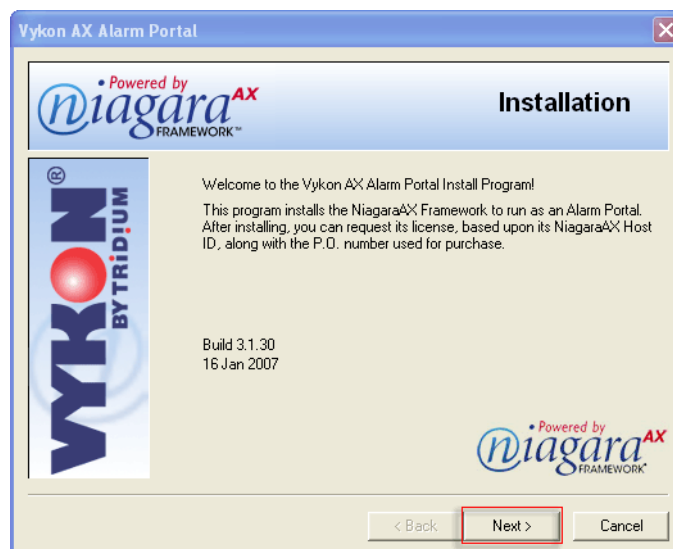 Vykon AX Alarm Portal
• Powered by
niagara AX
FRAMEWORK™
Installation
VYKON®
BY TRIDIUM
Welcome to the Vykon AX Alarm Portal Install Program!
This program installs the NiagaraAX Framework to run as an Alarm Portal.
After installing, you can request its license, based upon its NiagaraAX Host
ID, along with the P.O. number used for purchase.
Build 3.1.30
16 Jan 2007
• Powered by
niagara AX
FRAMEWORK
< Back
Next >
Cancel